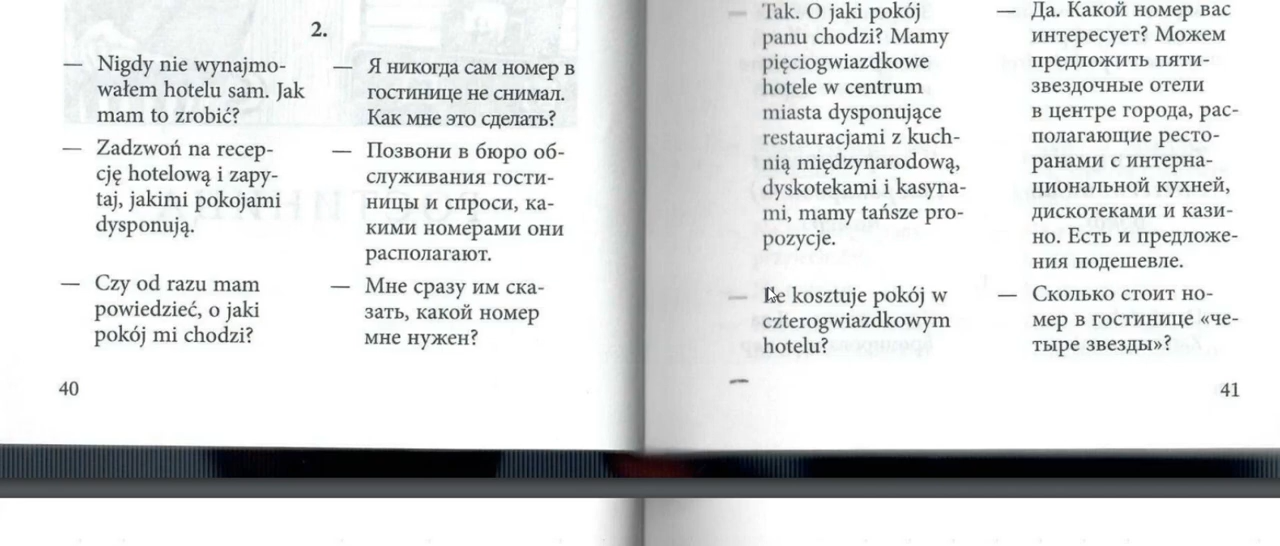 2.
— Nigdy nie wynajmo-
wałem hotelu sam. Jak
mam to zrobić?
— Zadzwoń na recep-
cję hotelową i zapy-
taj, jakimi pokojami
dysponują.
— Czy od razu mam
powiedzieć, o jaki
pokój mi chodzi?
— Я никогда сам номер в
гостинице не снимал.
Как мне это сделать?
— Позвони в бюро об-
служивания гости-
ницы и спроси, ка-
кими номерами они
располагают.
— Мне сразу им ска-
зать, какой номер
мне нужен?
40
— Tak. O jaki pokój
panu chodzi? Mamy
pięciogwiazdkowe
hotele w centrum
miasta dysponujące
restauracjami z kuch-
nią międzynarodową,
dyskotekami i kasyna-
mi, mamy tańsze pro-
pozycje.
— Ile kosztuje pokój w
czterogwiazdkowym
hotelu?
— Да. Какой номер вас
интересует? Можем
предложить пяти-
звездочные отели
в центре города, рас-
полагающие ресто-
ранами с интерна-
циональной кухней,
дискотеками и кази-
но. Есть и предложе-
ния подешевле.
— Сколько стоит но-
мер в гостинице «че-
тыре звезды»?
41